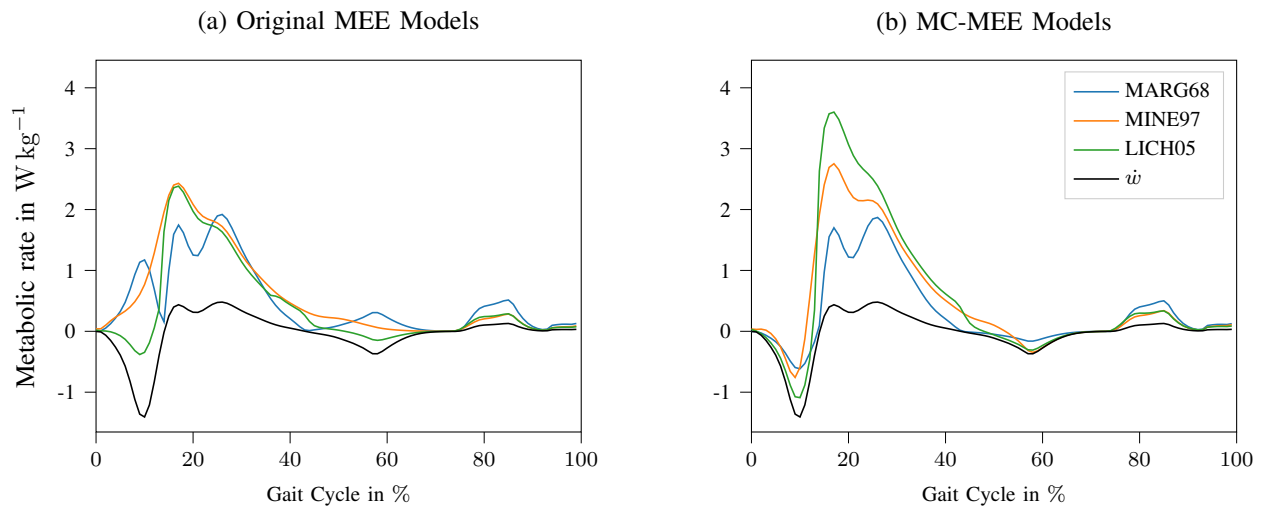 (a) Original MEE Models
(b) MC-MEE Models
Metabolic rate in W kg⁻¹
4
3
2
1
0
-1
0 20 40 60 80 100
Gait Cycle in %
4
3
2
1
0
-1
0 20 40 60 80 100
Gait Cycle in %
MARG68
MINE97
LICH05
ẇ